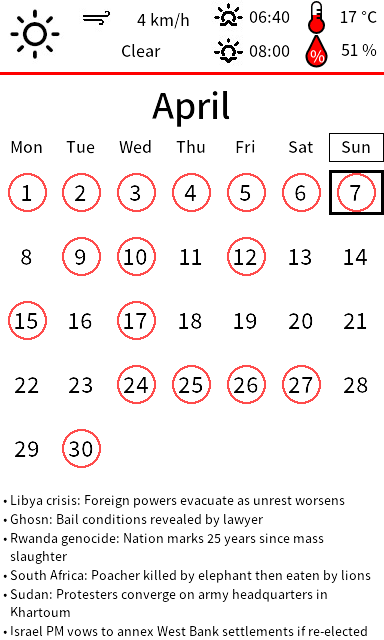 4 km/h 06:40 17 °C
Clear 08:00 % 51 %
April
Mon Tue Wed Thu Fri Sat Sun
1 2 3 4 5 6 7
8 9 10 11 12 13 14
15 16 17 18 19 20 21
22 23 24 25 26 27 28
29 30
• Libya crisis: Foreign powers evacuate as unrest worsens
• Ghosn: Bail conditions revealed by lawyer
• Rwanda genocide: Nation marks 25 years since mass
slaughter
• South Africa: Poacher killed by elephant then eaten by lions
• Sudan: Protesters converge on army headquarters in
Khartoum
• Israel PM vows to annex West Bank settlements if re-elected